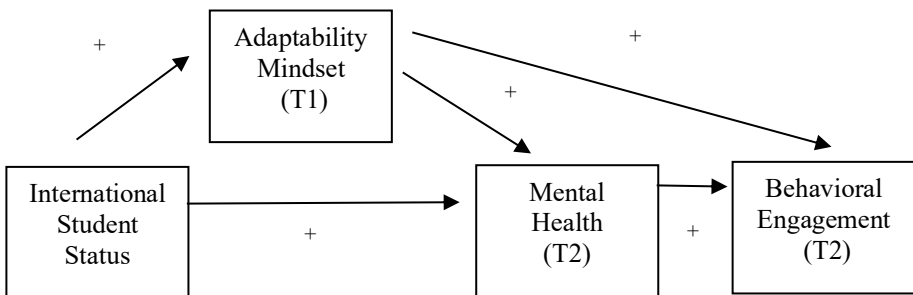 +
Adaptability
Mindset
(T1)
+
+
International
Student
Status
+
Mental
Health
(T2)
+
Behavioral
Engagement
(T2)